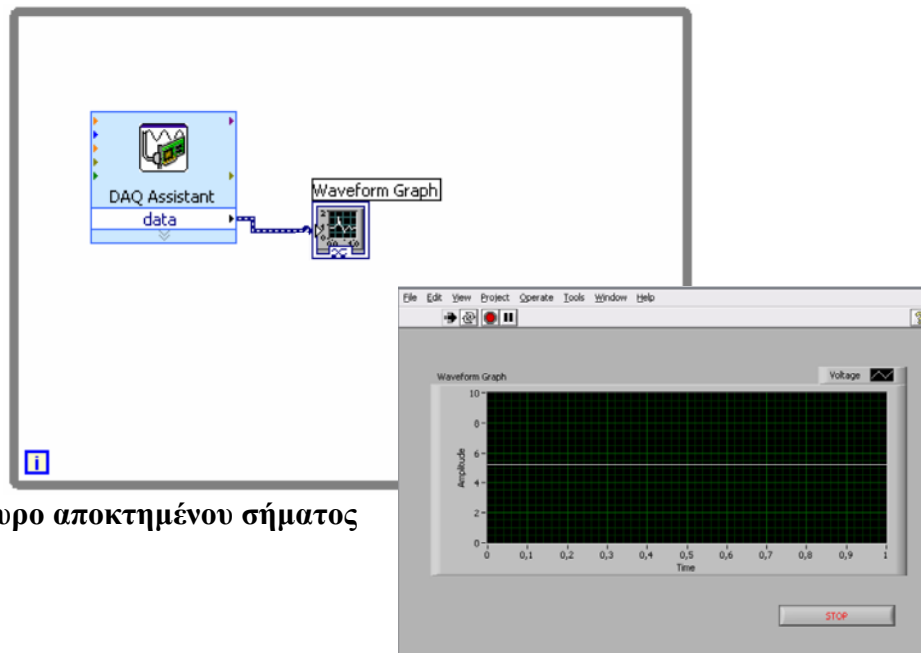 DAQ Assistant
data
Waveform Graph
i
αποκτημένου σήματος
File Edit View Project Operate Tools Window Help
Waveform Graph
Voltage
Amplitude
10
8
6
4
2
0
0 0,1 0,2 0,3 0,4 0,5 0,6 0,7 0,8 0,9 1
Time
STOP